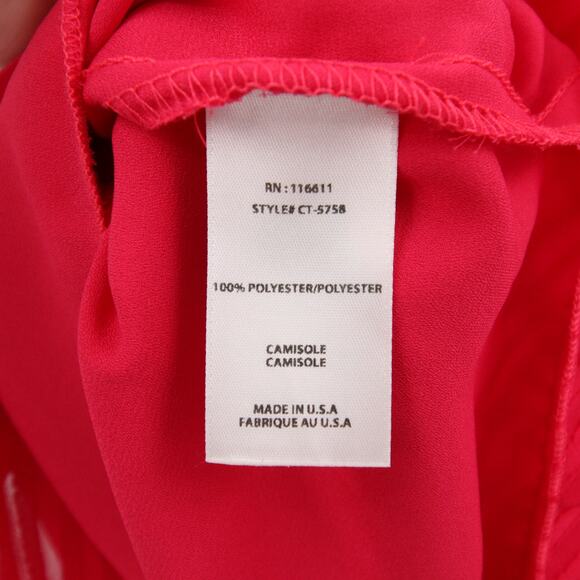 RN : 116611
STYLE# CT-5758
100% POLYESTER/POLYESTER
CAMISOLE
CAMISOLE
MADE IN U.S.A
FABRIQUE AU U.S.A